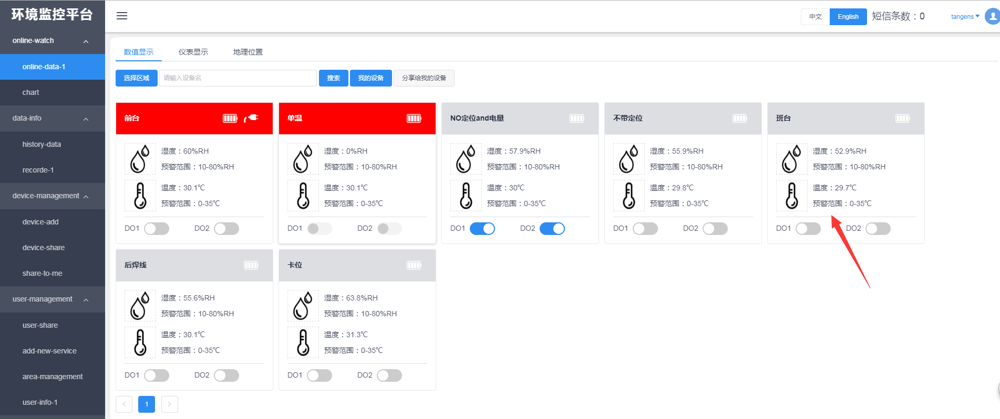 环境监控平台
中文
English
短信条数：0
tangens
online-watch
online-data-1
chart
data-info
history-data
recorde-1
device-management
device-add
device-share
share-to-me
user-management
user-share
add-new-service
area-management
user-info-1
数值显示
仪表显示
地理位置
选择区域
请输入设备名
搜索
我的设备
分享给我的设备
前台
湿度：60%RH
预警范围：10-80%RH
温度：30.1℃
预警范围：0-35℃
DO1
DO2
单温
湿度：0%RH
预警范围：10-80%RH
温度：30.1℃
预警范围：0-35℃
DO1
DO2
NO定位and电量
湿度：57.9%RH
预警范围：10-80%RH
温度：30℃
预警范围：0-35℃
DO1
DO2
不带定位
湿度：55.9%RH
预警范围：10-80%RH
温度：29.8℃
预警范围：0-35℃
DO1
DO2
班台
湿度：52.9%RH
预警范围：10-80%RH
温度：29.7℃
预警范围：0-35℃
DO1
DO2
后焊线
湿度：55.6%RH
预警范围：10-80%RH
温度：30.1℃
预警范围：0-35℃
DO1
DO2
卡位
湿度：63.8%RH
预警范围：10-80%RH
温度：31.3℃
预警范围：0-35℃
DO1
DO2
1